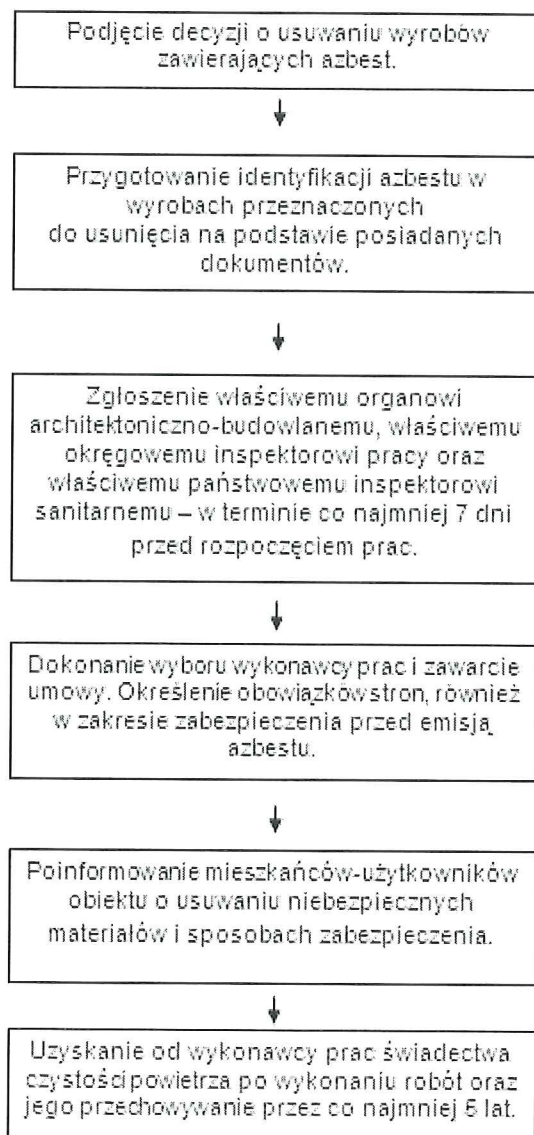 Podjęcie decyzji o usuwaniu wyrobów
zawierających azbest.
Przygotowanie identyfikacji azbestu w
wyrobach przeznaczonych
do usunięcia na podstawie posiadanych
dokumentów.
Zgłoszenie właściwemu organowi
architektoniczno-budowlanemu, właściwemu
okręgowemu inspektorowi pracy oraz
właściwemu państwowemu inspektorowi
sanitarnemu – w terminie co najmniej 7 dni
przed rozpoczęciem prac.
Dokonanie wyboru wykonawcy prac i zawarcie
umowy. Określenie obowiązków stron, również
w zakresie zabezpieczenia przed emisją
azbestu.
Poinformowanie mieszkańców-użytkowników
obiektu o usuwaniu niebezpiecznych
materiałów i sposobach zabezpieczenia.
Uzyskanie od wykonawcy prac świadectwa
czystości powietrza po wykonaniu robót oraz
jego przechowywanie przez co najmniej 5 lat.